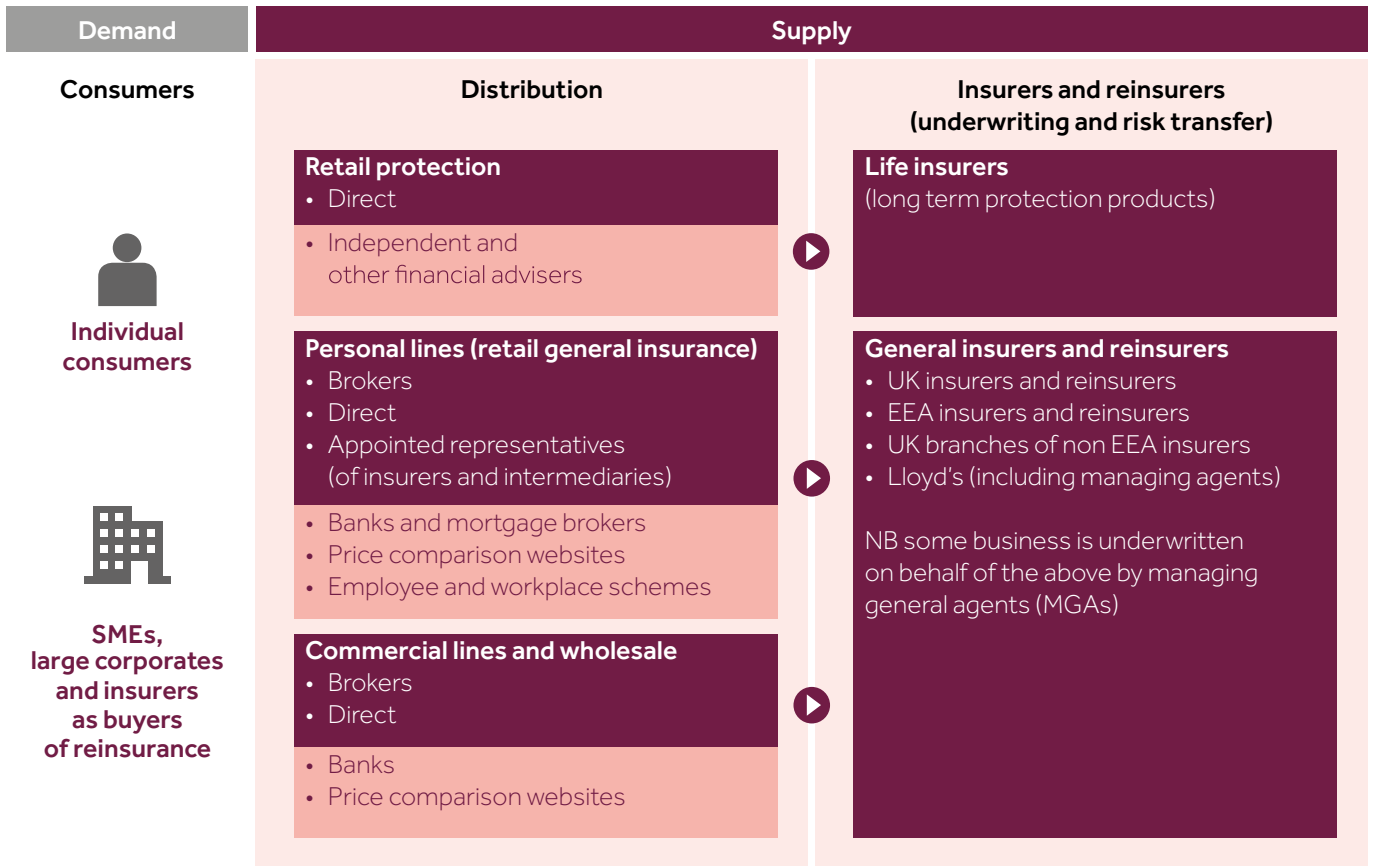 Demand
Supply
Consumers
Individual
consumers
SMEs,
large corporates
and insurers
as buyers
of reinsurance
Distribution
Retail protection
• Direct
• Independent and
other financial advisers
Personal lines (retail general insurance)
• Brokers
• Direct
• Appointed representatives
(of insurers and intermediaries)
• Banks and mortgage brokers
• Price comparison websites
• Employee and workplace schemes
Commercial lines and wholesale
• Brokers
• Direct
• Banks
• Price comparison websites
Insurers and reinsurers
(underwriting and risk transfer)
Life insurers
(long term protection products)
General insurers and reinsurers
• UK insurers and reinsurers
• EEA insurers and reinsurers
• UK branches of non EEA insurers
• Lloyd's (including managing agents)
NB some business is underwritten
on behalf of the above by managing
general agents (MGAs)